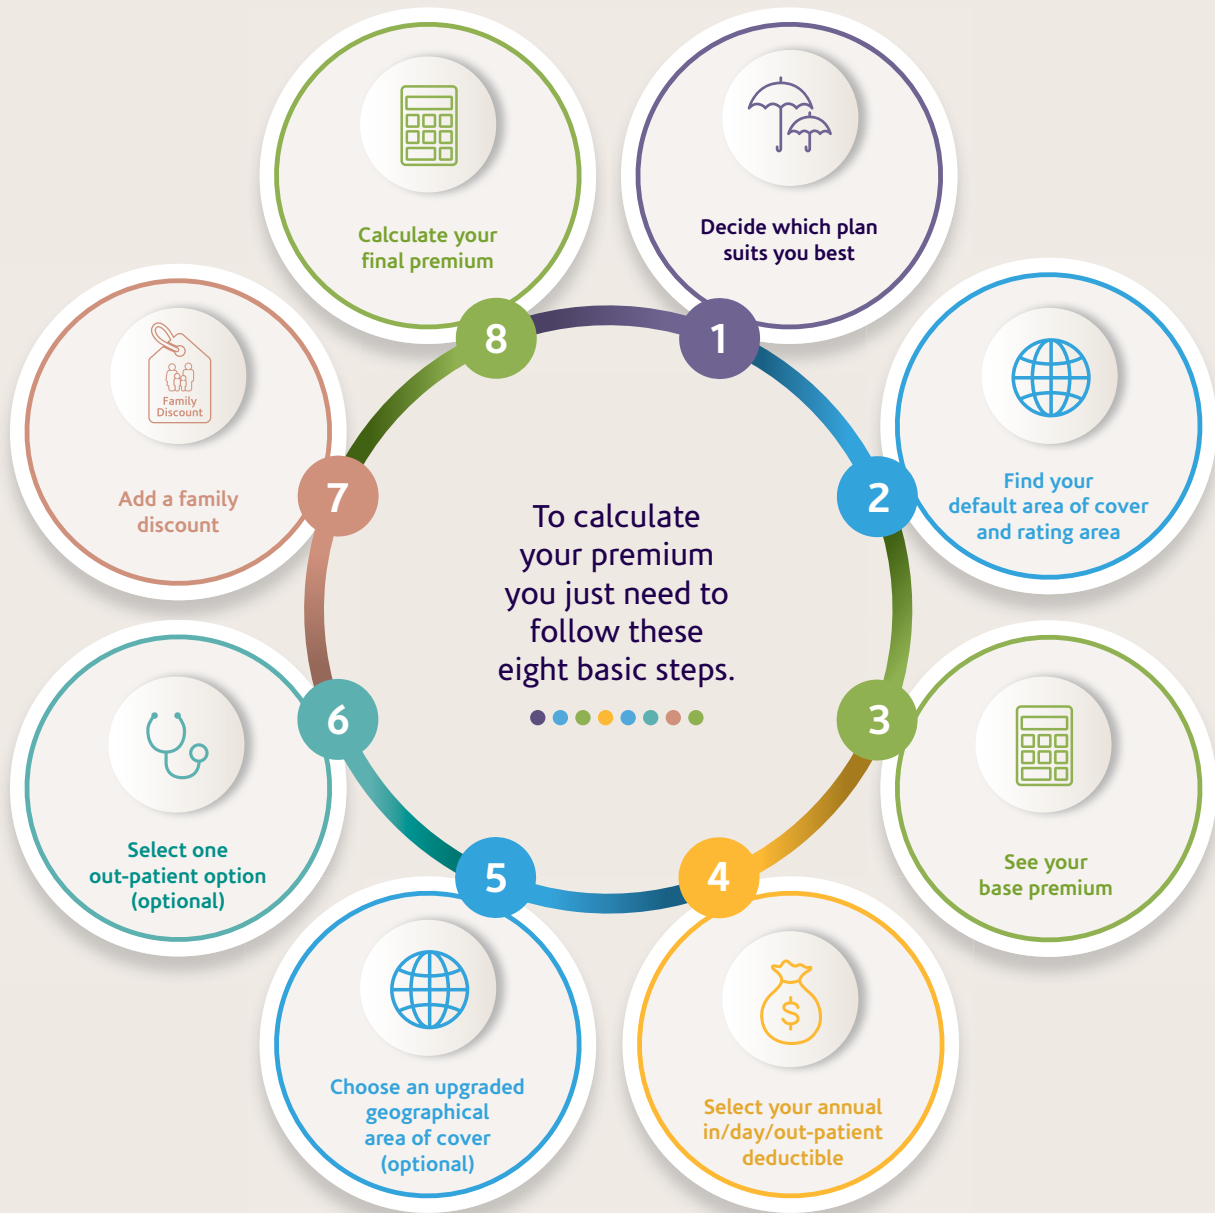 To calculate
your premium
you just need to
follow these
eight basic steps.
1
Decide which plan
suits you best
2
Find your
default area of cover
and rating area
3
See your
base premium
4
$
Select your annual
in/day/out-patient
deductible
5
Choose an upgraded
geographical
area of cover
(optional)
6
Select one
out-patient option
(optional)
7
Family
Discount
Add a family
discount
8
Calculate your
final premium